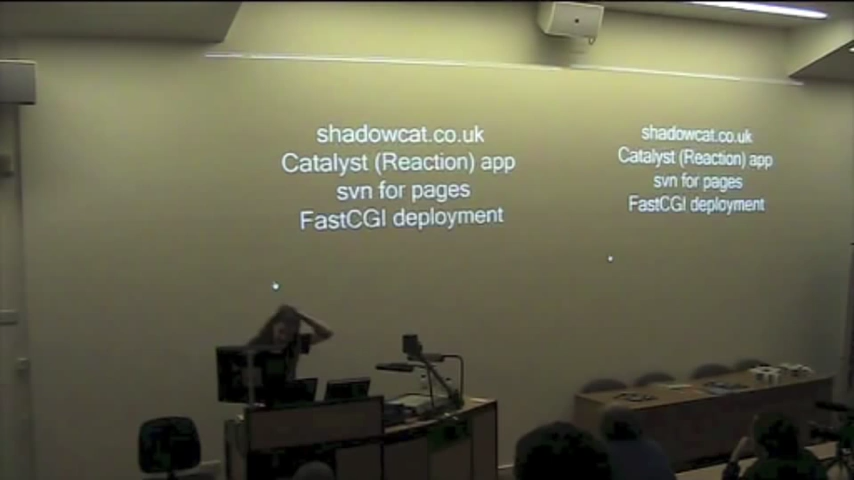 shadowcat.co.uk
Catalyst (Reaction) app
svn for pages
FastCGI deployment
shadowcat.co.uk
Catalyst (Reaction) app
svn for pages
FastCGI deployment